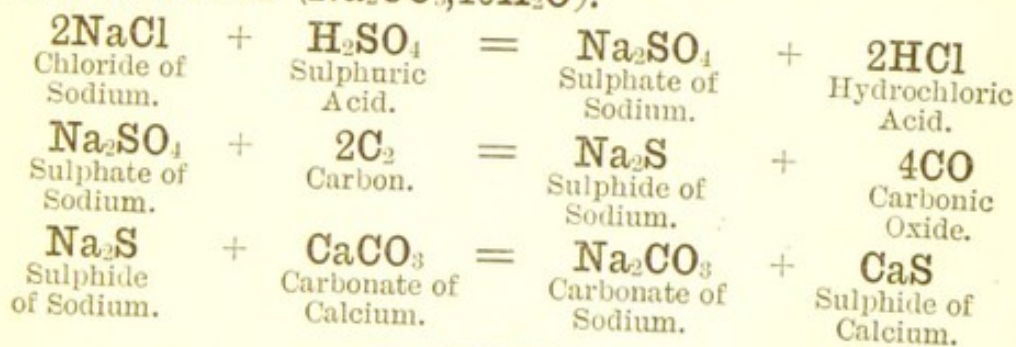 (Na₂CO₃,10H₂O).
2NaCl + H₂SO₄ = Na₂SO₄ + 2HCl
Chloride of Sodium. Sulphuric Acid. Sulphate of Sodium. Hydrochloric Acid.
Na₂SO₄ + 2C₂ = Na₂S + 4CO
Sulphate of Sodium. Carbon. Sulphide of Sodium. Carbonic Oxide.
Na₂S + CaCO₃ = Na₂CO₃ + CaS
Sulphide of Sodium. Carbonate of Calcium. Carbonate of Sodium. Sulphide of Calcium.